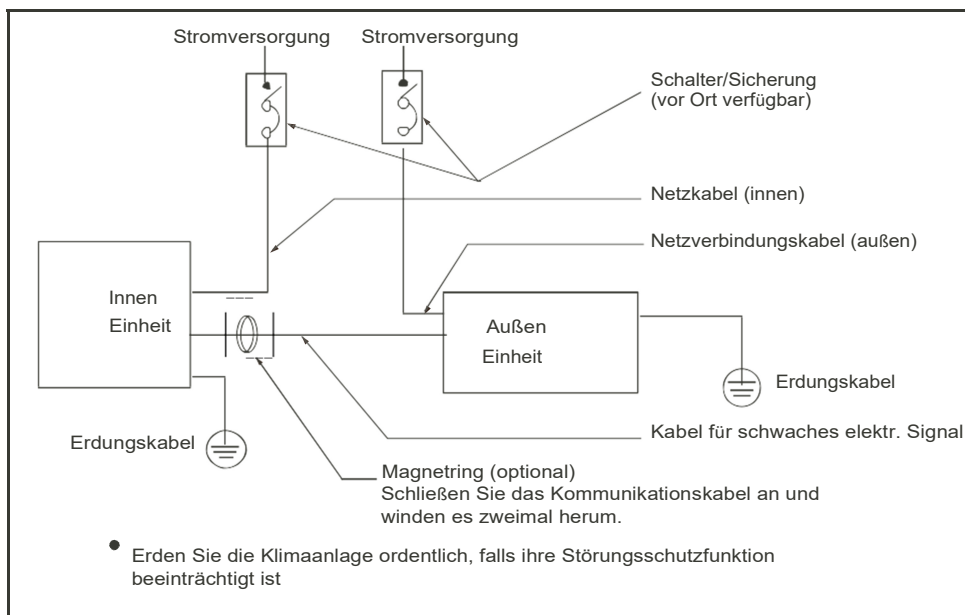 Stromversorgung
Stromversorgung
Schalter/Sicherung
(vor Ort verfügbar)
Netzkabel (innen)
Netzverbindungskabel (außen)
Innen
Einheit
Außen
Einheit
Erdungskabel
Erdungskabel
Kabel für schwaches elektr. Signal
Magnetring (optional)
Schließen Sie das Kommunikationskabel an und
winden es zweimal herum.
• Erden Sie die Klimaanlage ordentlich, falls ihre Störungsschutzfunktion
beeinträchtigt ist